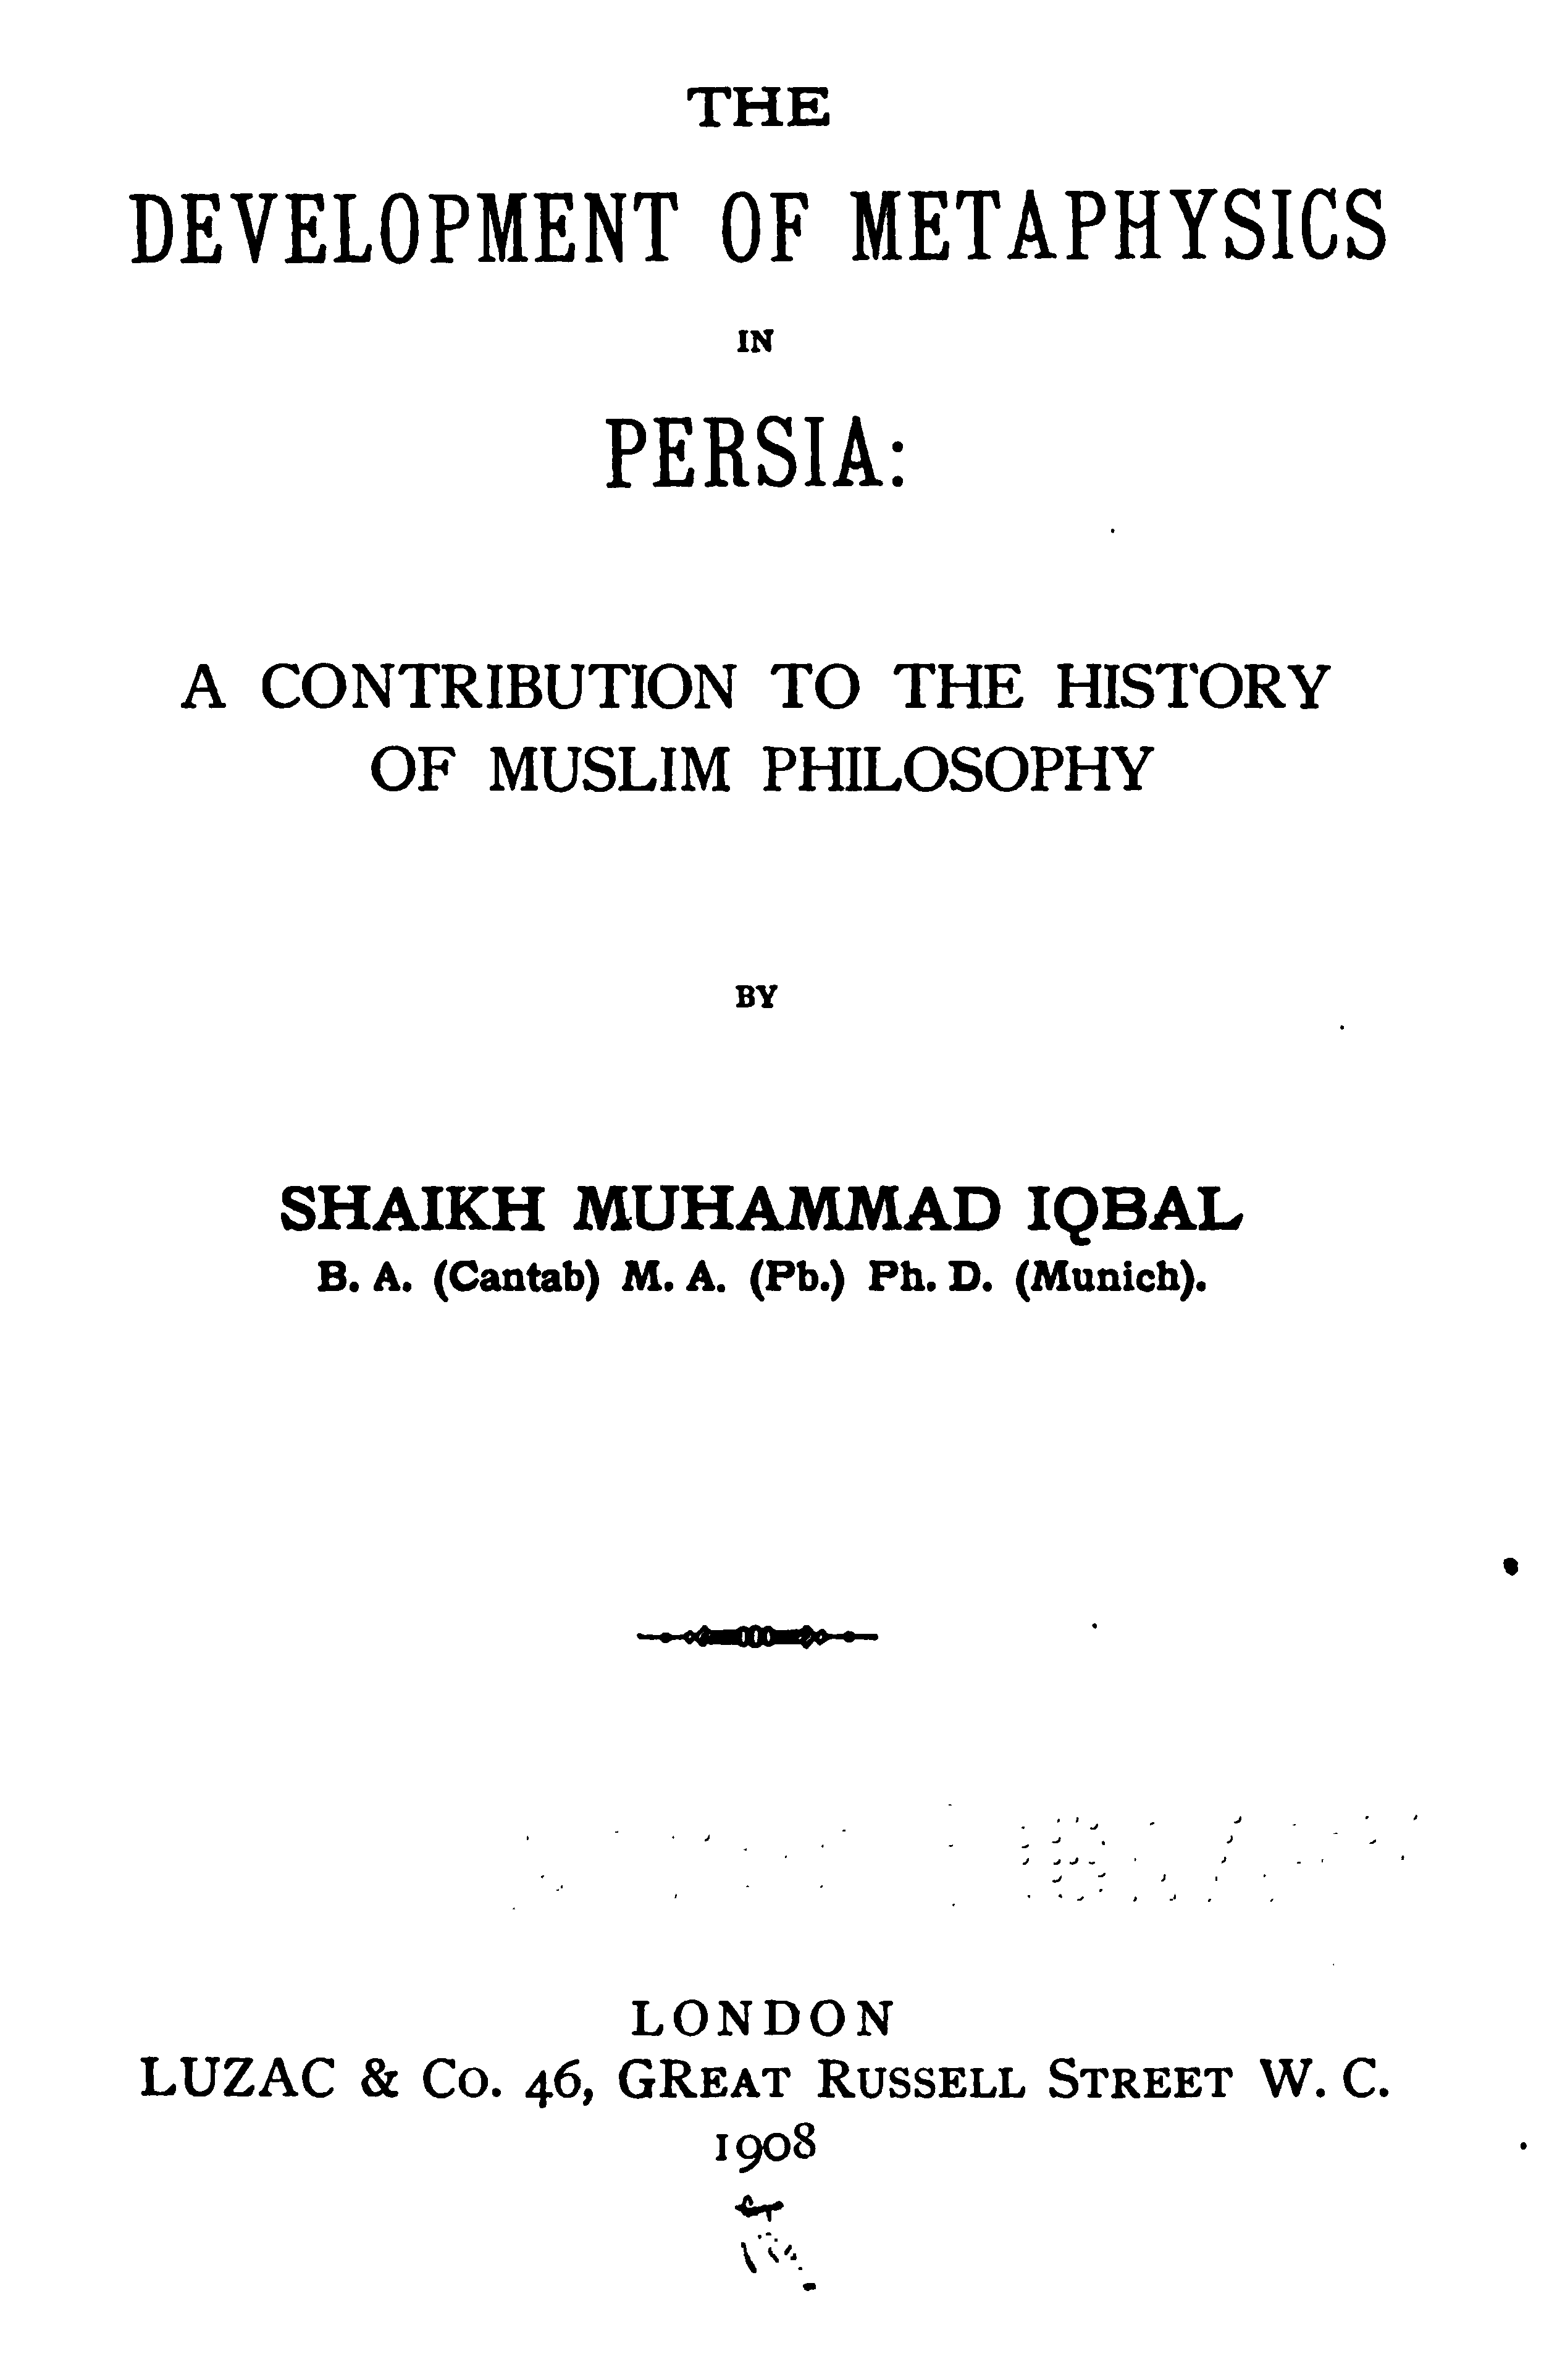 THE
DEVELOPMENT OF METAPHYSICS
IN
PERSIA:
A CONTRIBUTION TO THE HISTORY
OF MUSLIM PHILOSOPHY
BY
SHAIKH MUHAMMAD IQBAL
B. A. (Cantab) M. A. (Pb.) Ph. D. (Munich).
LONDON
LUZAC & Co. 46, GREAT RUSSELL STREET W. C.
1908